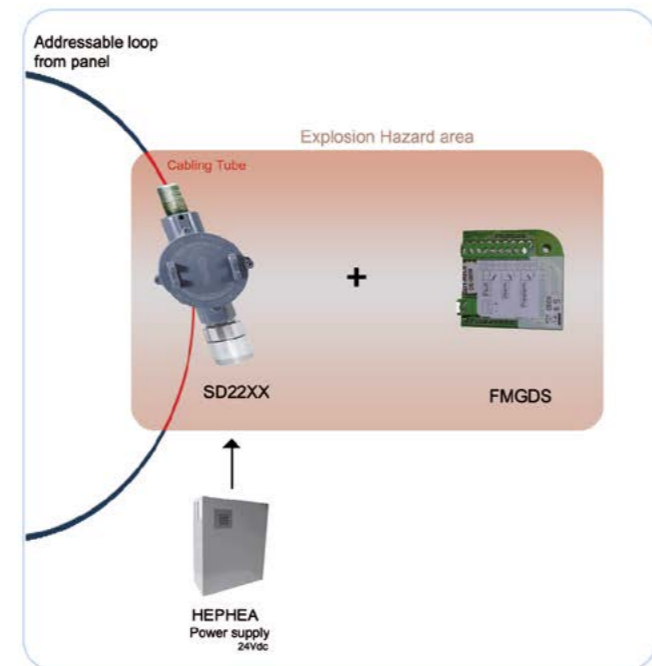 Addressable loop
from panel
Explosion Hazard area
Cabling Tube
+
SD22XX
FMGDS
HEPHEA
Power supply
24Vdc